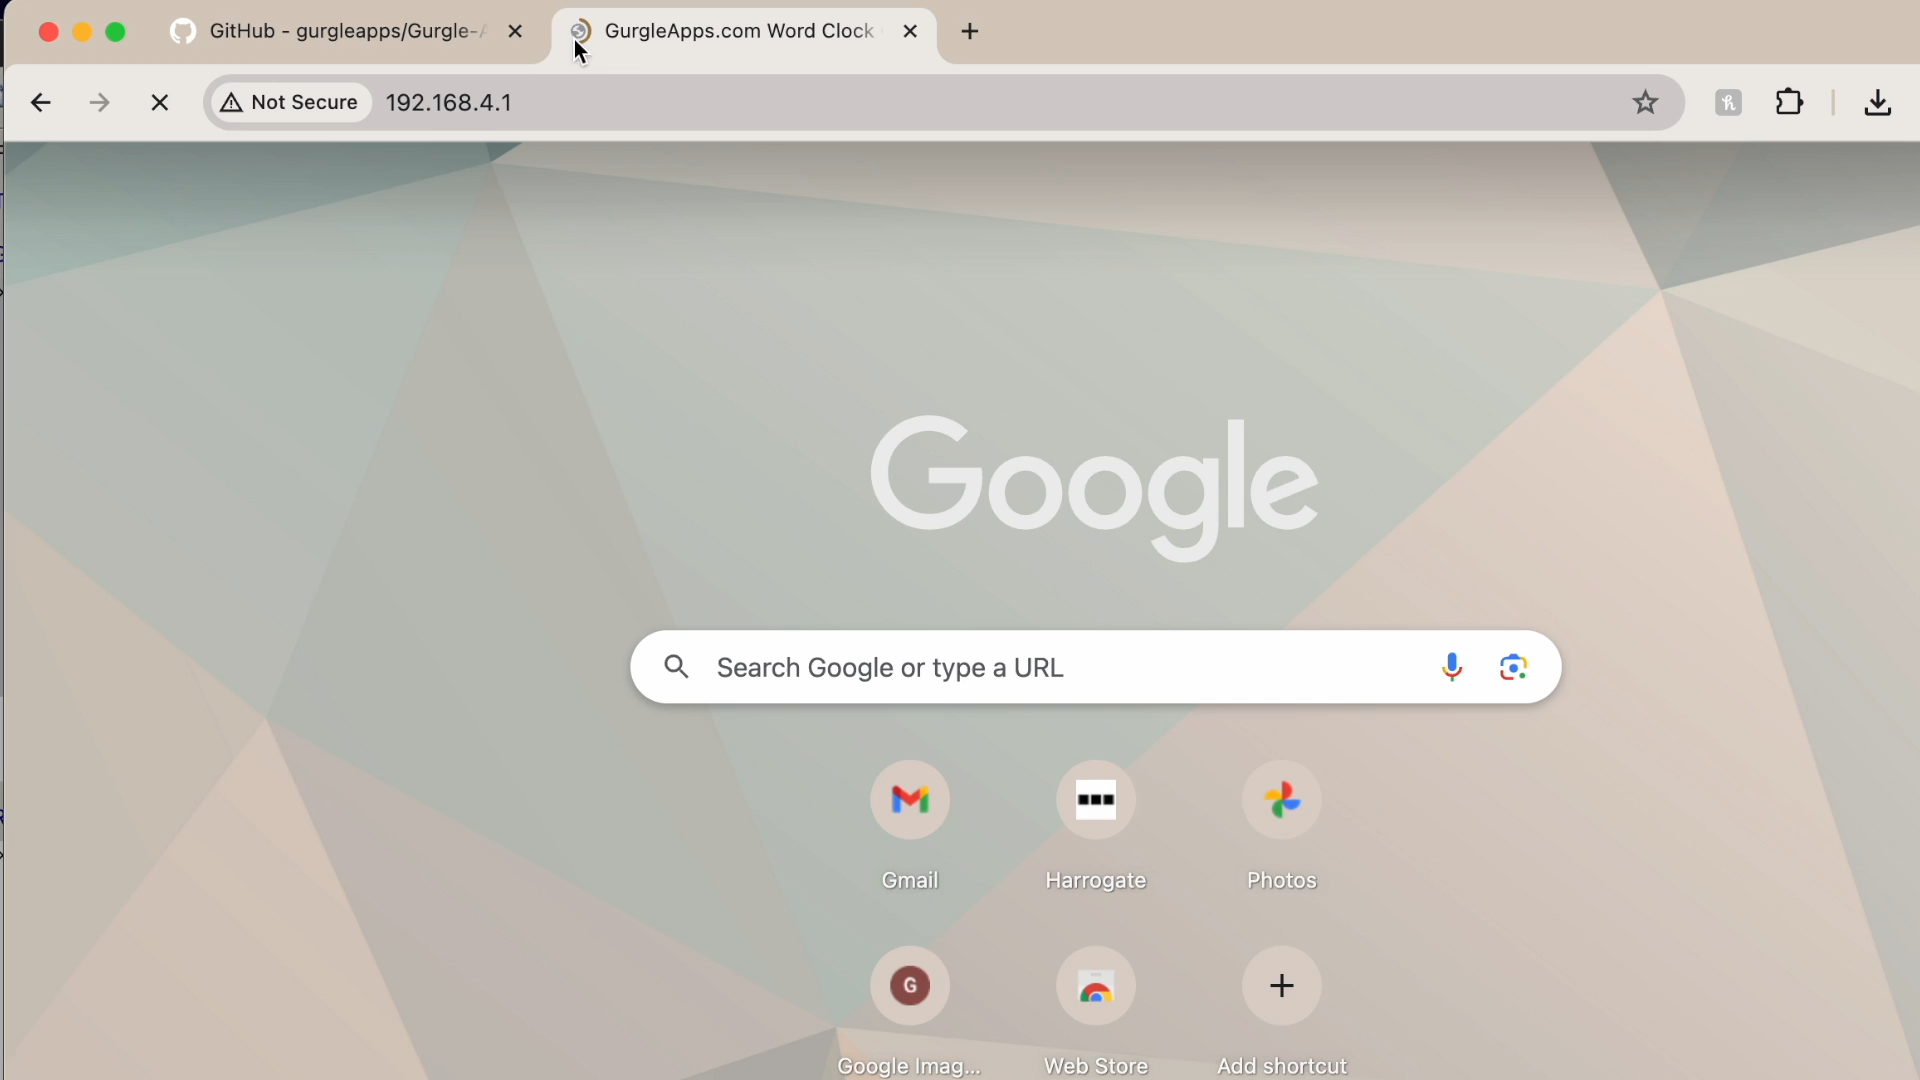 GitHub - gurgleapps/Gurgle-A
GurgleApps.com Word Clock
Not Secure
192.168.4.1
Google
Search Google or type a URL
Gmail
Harrogate
Photos
G
Google Imag...
Web Store
Add shortcut